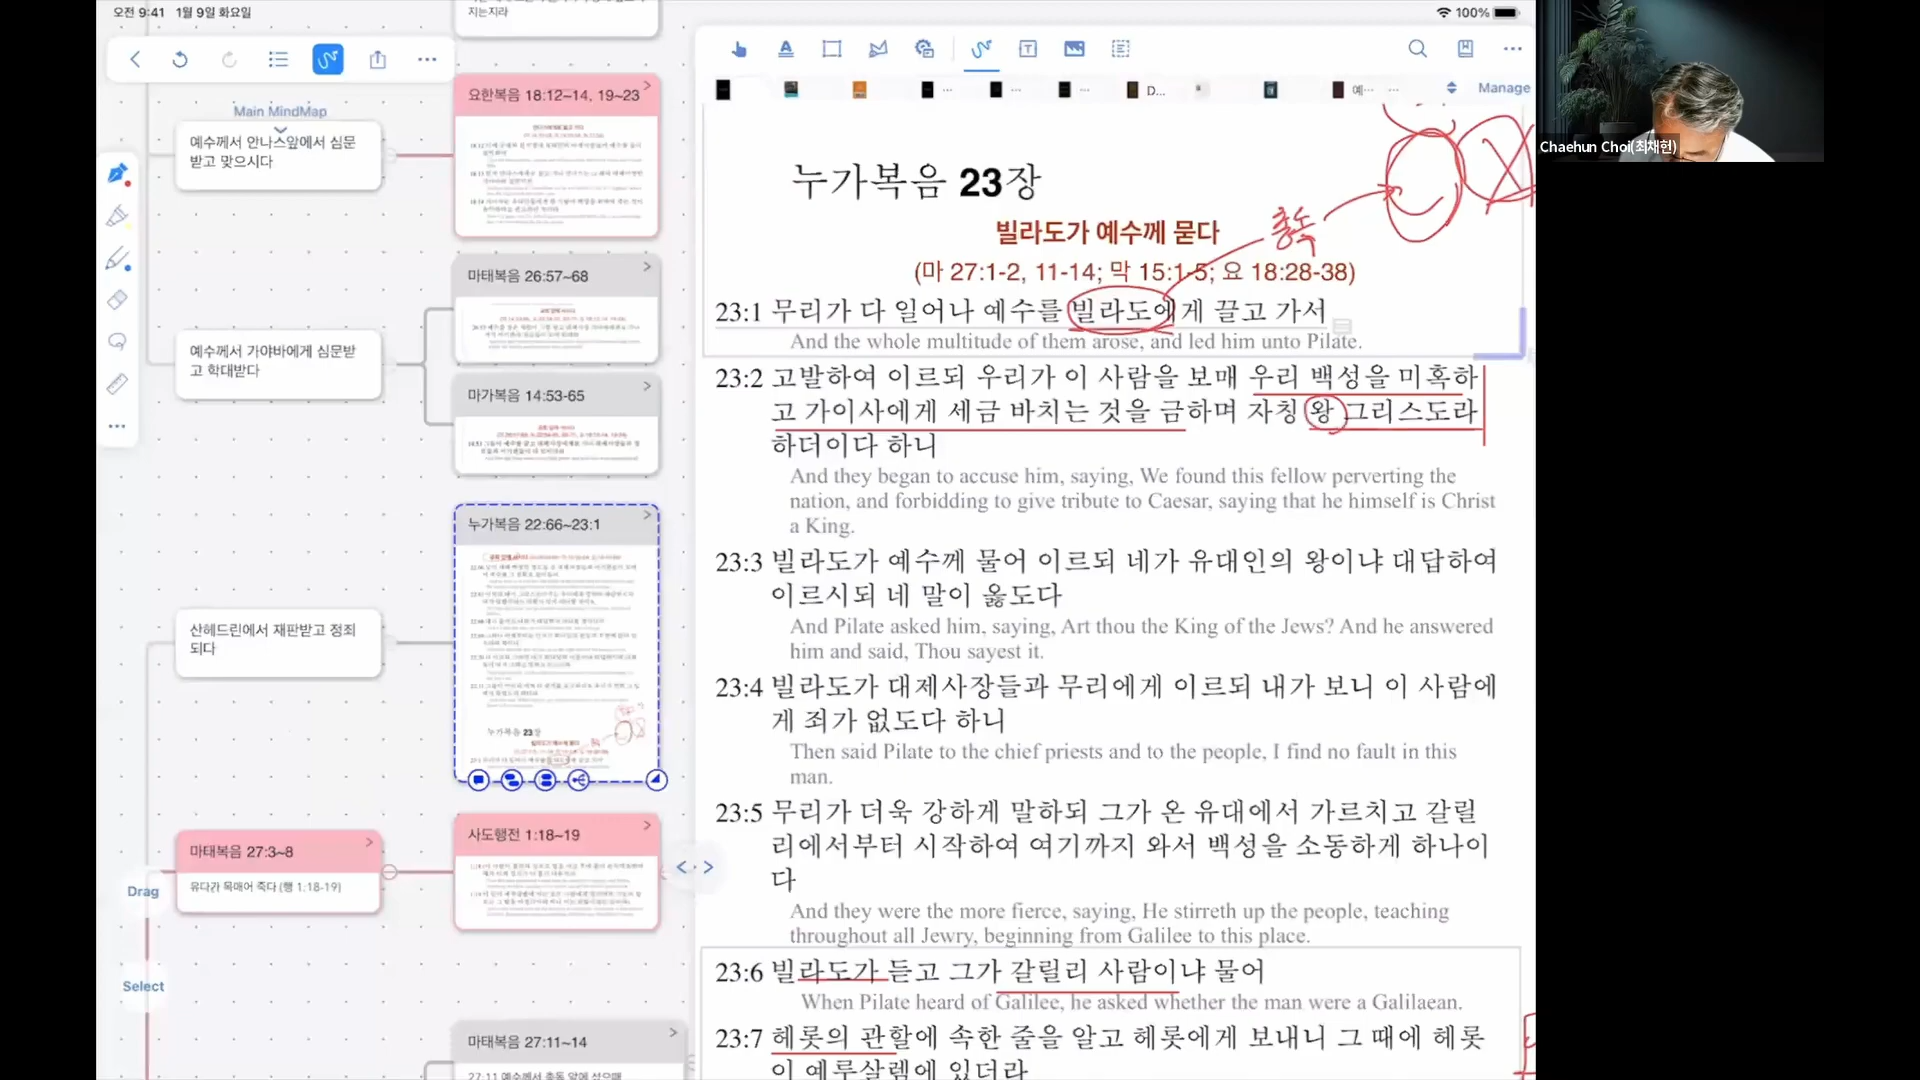 오전 9:41 1월 9일 화요일
100%
지는지라
Main MindMap
예수께서 안나스앞에서 심문
받고 맞으시다
요한복음 18:12~14, 19~23
마태복음 26:57~68
예수께서 가야바에게 심문받
고 학대받다
마가복음 14:53-65
누가복음 22:66~23:1
산헤드린에서 재판받고 정죄
되다
누가복음 23장
마태복음 27:3~8
유다가 목매어 죽다 (행 1:18-19)
사도행전 1:18~19
Drag
Select
마태복음 27:11~14
27:11 예수께서 총독 앞에 섰으매
D...
예...
Manage
누가복음 23장
총독
빌라도가 예수께 묻다
(마 27:1-2, 11-14; 막 15:1-5; 요 18:28-38)
23:1 무리가 다 일어나 예수를 빌라도에게 끌고 가서
And the whole multitude of them arose, and led him unto Pilate.
23:2 고발하여 이르되 우리가 이 사람을 보매 우리 백성을 미혹하
고 가이사에게 세금 바치는 것을 금하며 자칭 왕 그리스도라
하더이다 하니
And they began to accuse him, saying, We found this fellow perverting the
nation, and forbidding to give tribute to Caesar, saying that he himself is Christ
a King.
23:3 빌라도가 예수께 물어 이르되 네가 유대인의 왕이냐 대답하여
이르시되 네 말이 옳도다
And Pilate asked him, saying, Art thou the King of the Jews? And he answered
him and said, Thou sayest it.
23:4 빌라도가 대제사장들과 무리에게 이르되 내가 보니 이 사람에
게 죄가 없도다 하니
Then said Pilate to the chief priests and to the people, I find no fault in this
man.
23:5 무리가 더욱 강하게 말하되 그가 온 유대에서 가르치고 갈릴
리에서부터 시작하여 여기까지 와서 백성을 소동하게 하나이
다
And they were the more fierce, saying, He stirreth up the people, teaching
throughout all Jewry, beginning from Galilee to this place.
23:6 빌라도가 듣고 그가 갈릴리 사람이냐 물어
When Pilate heard of Galilee, he asked whether the man were a Galilaean.
23:7 헤롯의 관할에 속한 줄을 알고 헤롯에게 보내니 그 때에 헤롯
이 예루살렘에 있더라
Chaehun Choi(최채헌)